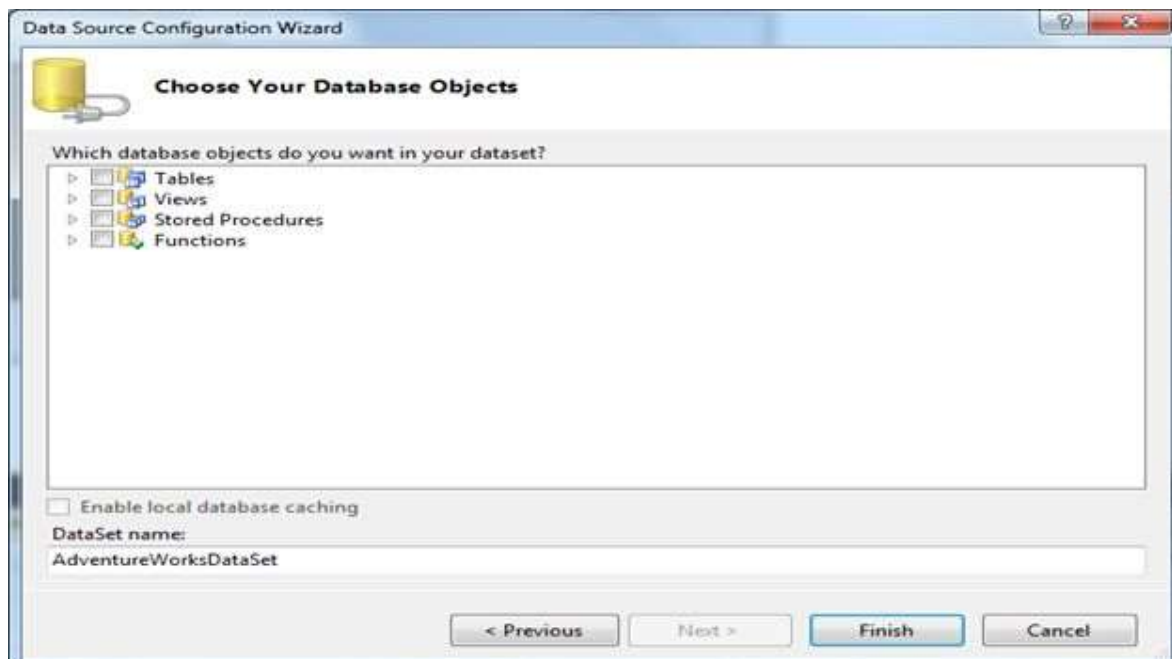 Data Source Configuration Wizard
?
Choose Your Database Objects
Which database objects do you want in your dataset?
Tables
Views
Stored Procedures
Functions
Enable local database caching
DataSet name:
AdventureWorksDataSet
< Previous
Next >
Finish
Cancel